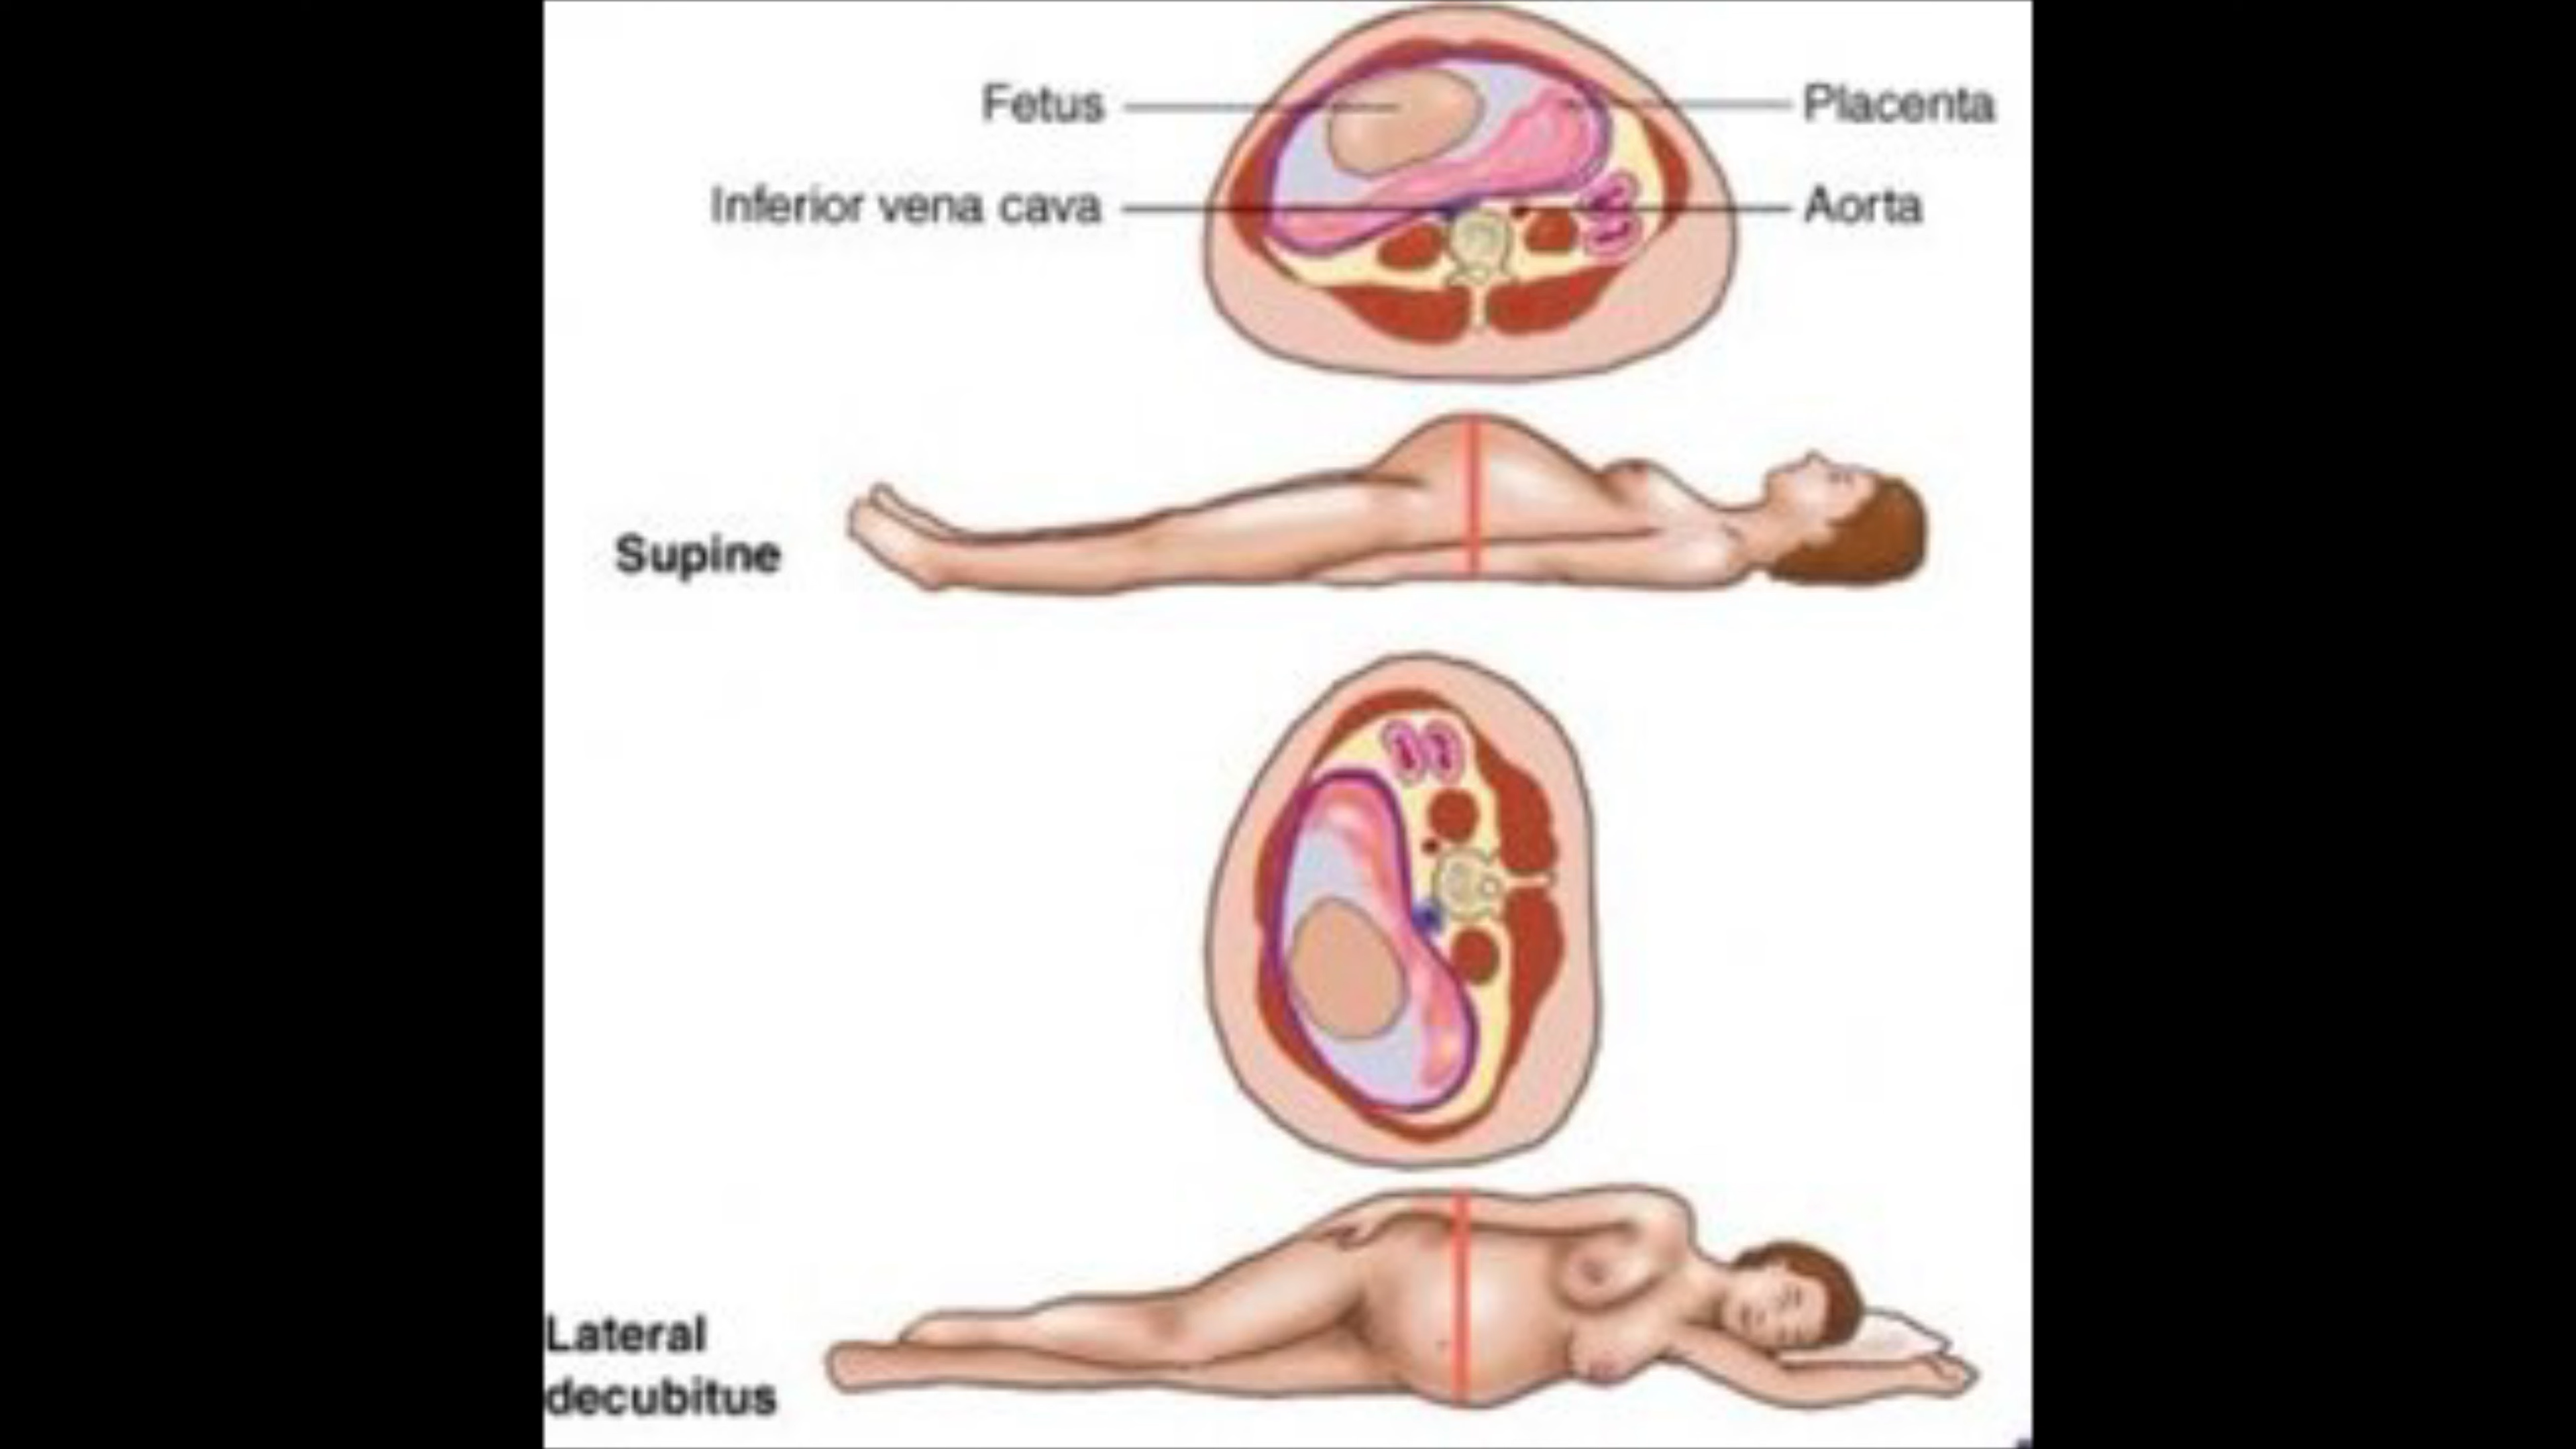 Fetus
Placenta
Inferior vena cava
Aorta
Supine
Lateral
decubitus